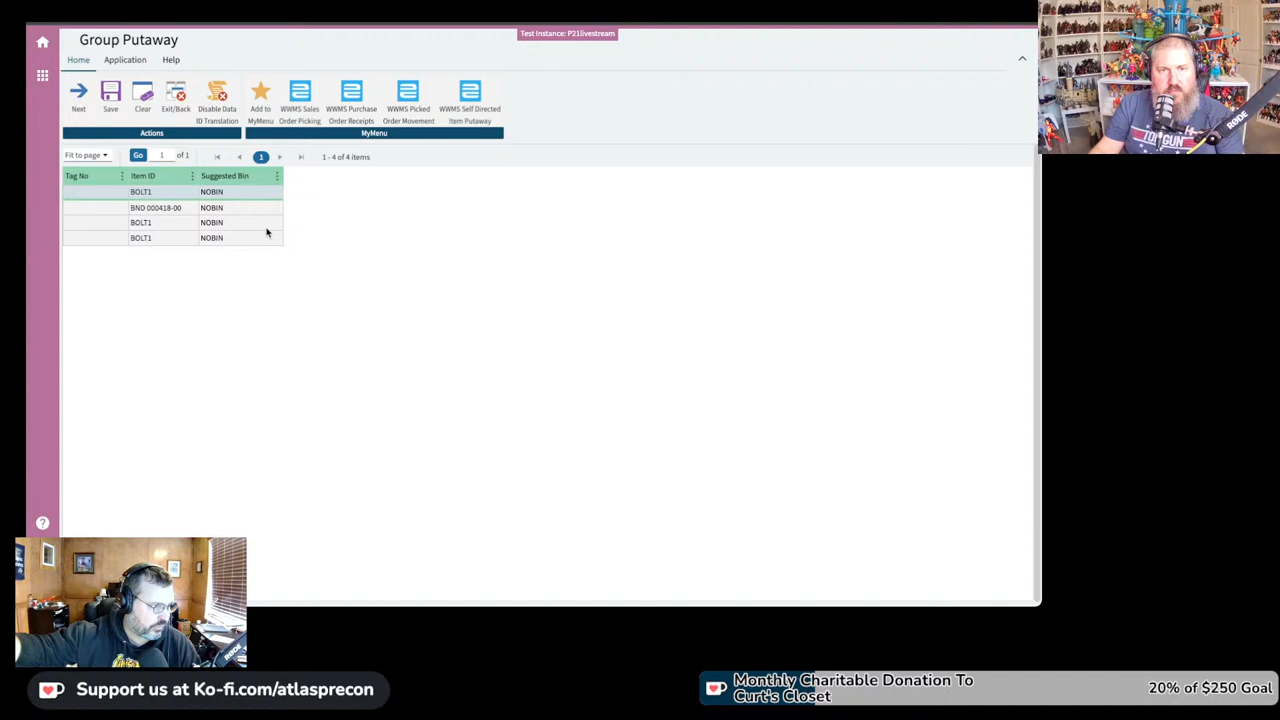 Group Putaway
Test Instance: P21livestream
Home Application Help
Next Save Clear Exit/Back Disable Data ID Translation Add to MyMenu WWMS Sales Order Picking WWMS Purchase Order Receipts WWMS Picked Order Movement WWMS Self Directed Item Putaway
Actions MyMenu
Fit to page Go 1 of 1 1 1 - 4 of 4 items
Tag No Item ID Suggested Bin
BOLT1 NOBIN
BND 000418-00 NOBIN
BOLT1 NOBIN
BOLT1 NOBIN
TOPGUN
RØDE
RØDE
Support us at Ko-fi.com/atlasprecon
Monthly Charitable Donation To
Curt's Closet
20% of $250 Goal